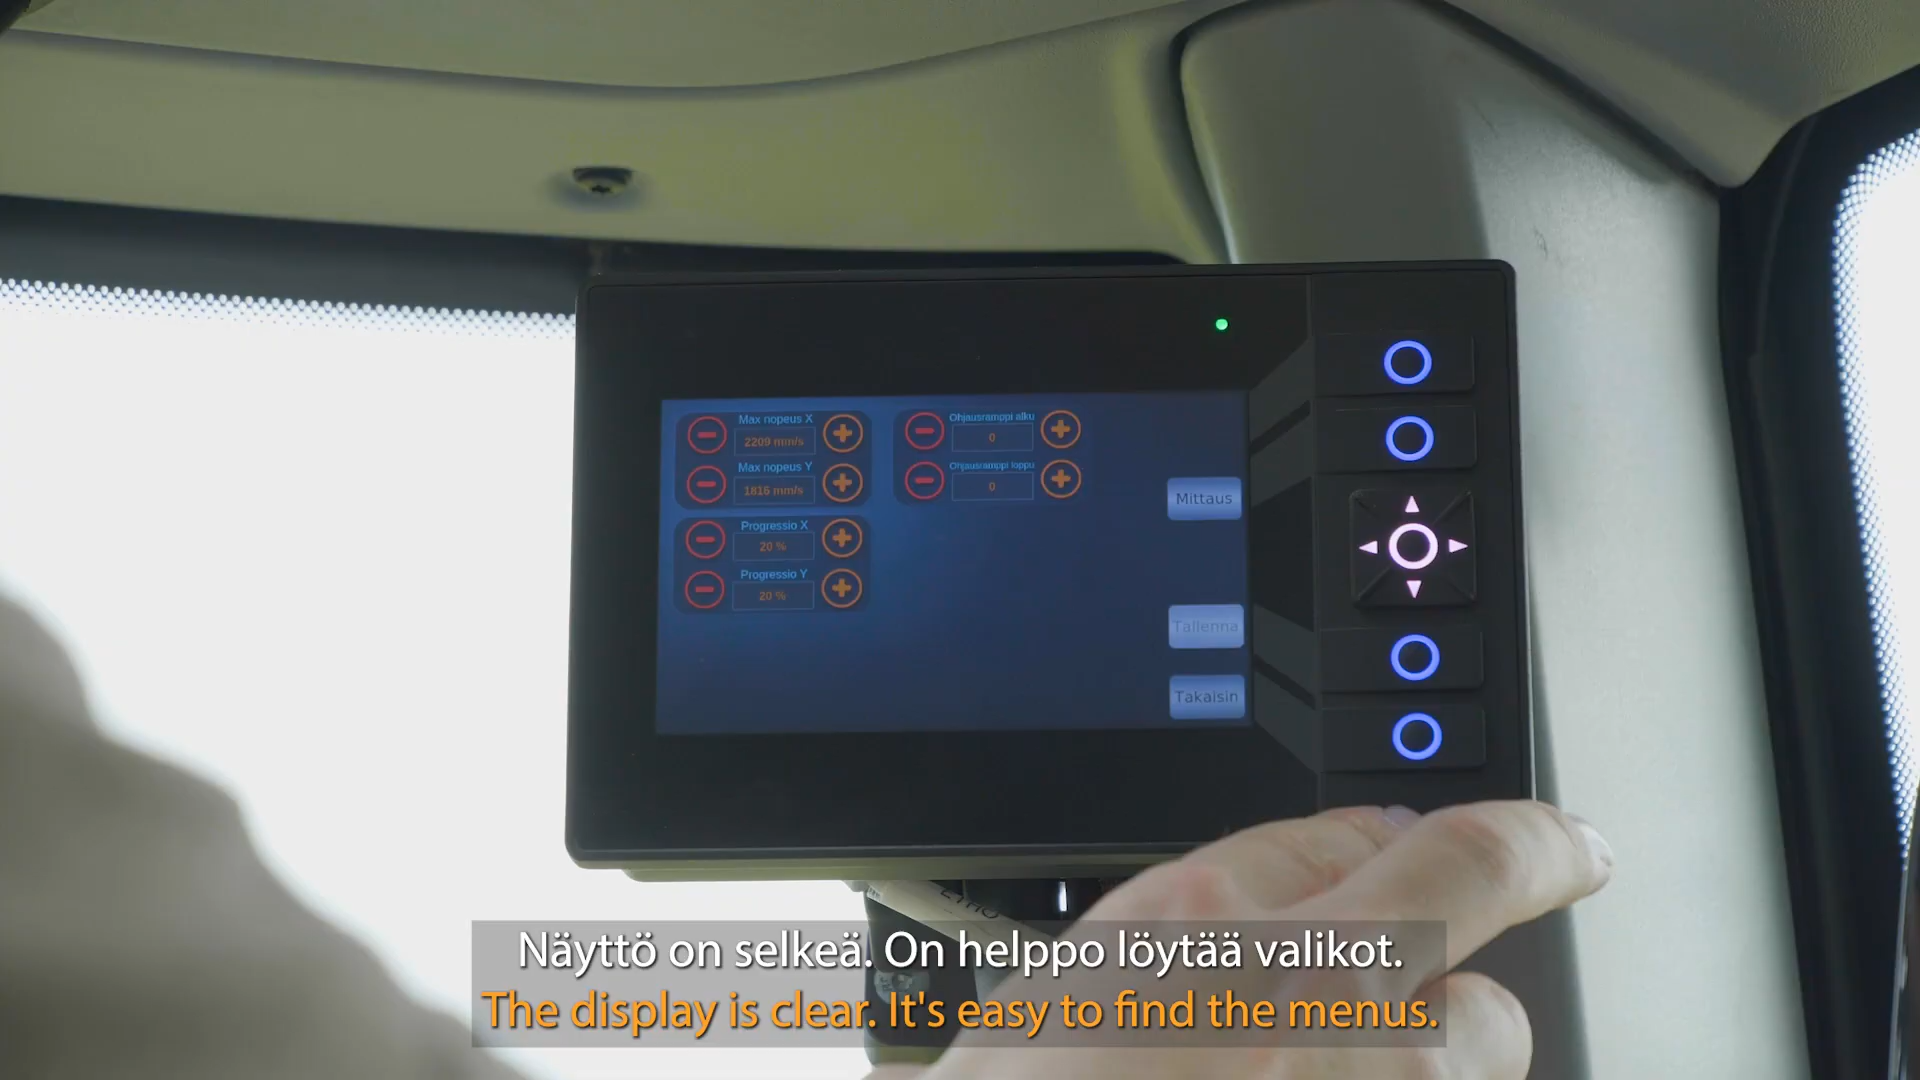 Max nopeus X
2209 mm/s
Max nopeus Y
1816 mm/s
Progressio X
20 %
Progressio Y
20 %
Ohjausramppi alku
0
Ohjausramppi loppu
0
Mittaus
Tallenna
Takaisin
Näyttö on selkeä. On helppo löytää valikot.
The display is clear. It's easy to find the menus.